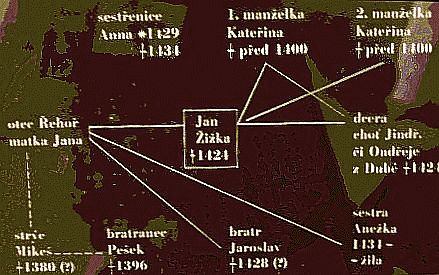 sestřenice
Anna *1429
†1434
1. manželka
Kateřina
† před 1400
2. manželka
Kateřina
† před 1400
otec Řehoř
matka Jana
Jan
Žižka
†1424
dcera
choť Jindř.
či Ondřeje
z Dubé †142
strýc
Mikeš
†1380 (?)
bratranec
Pešek
†1396
bratr
Jaroslav
†1428 (?)
sestra
Anežka
1434 –
– žila